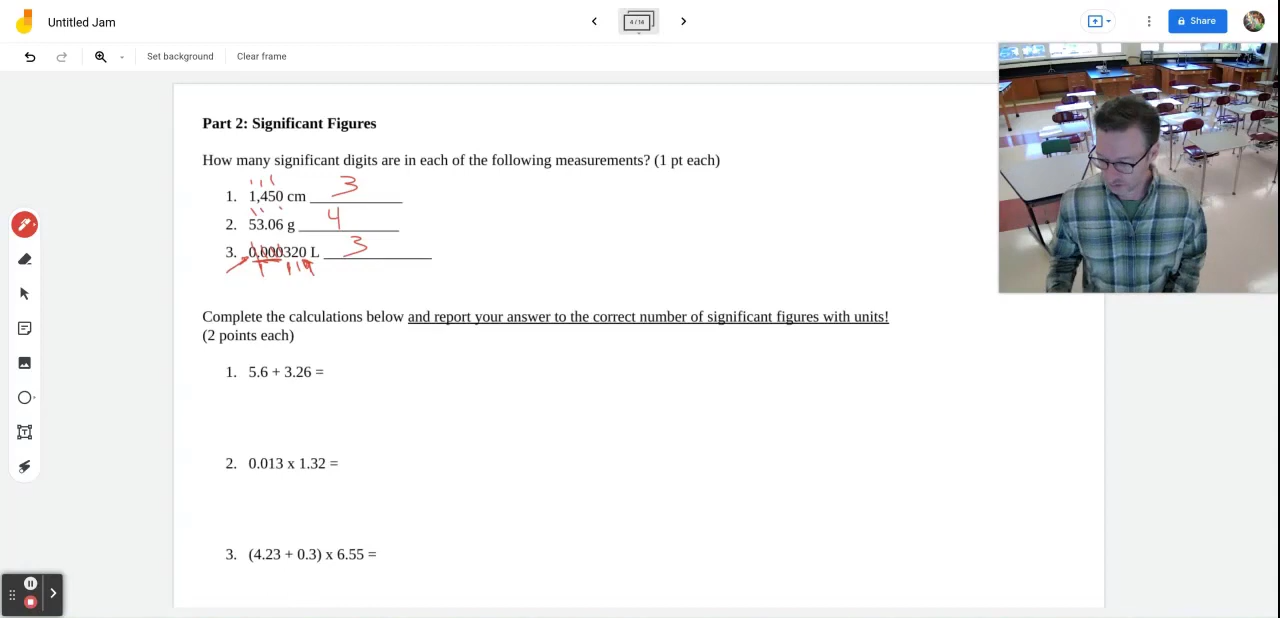 Untitled Jam
4 / 14
Share
Set background
Clear frame
Part 2: Significant Figures
How many significant digits are in each of the following measurements? (1 pt each)
1. 1,450 cm 3
2. 53.06 g 4
3. 0.000320 L 3
Complete the calculations below and report your answer to the correct number of significant figures with units!
(2 points each)
1. 5.6 + 3.26 =
2. 0.013 x 1.32 =
3. (4.23 + 0.3) x 6.55 =